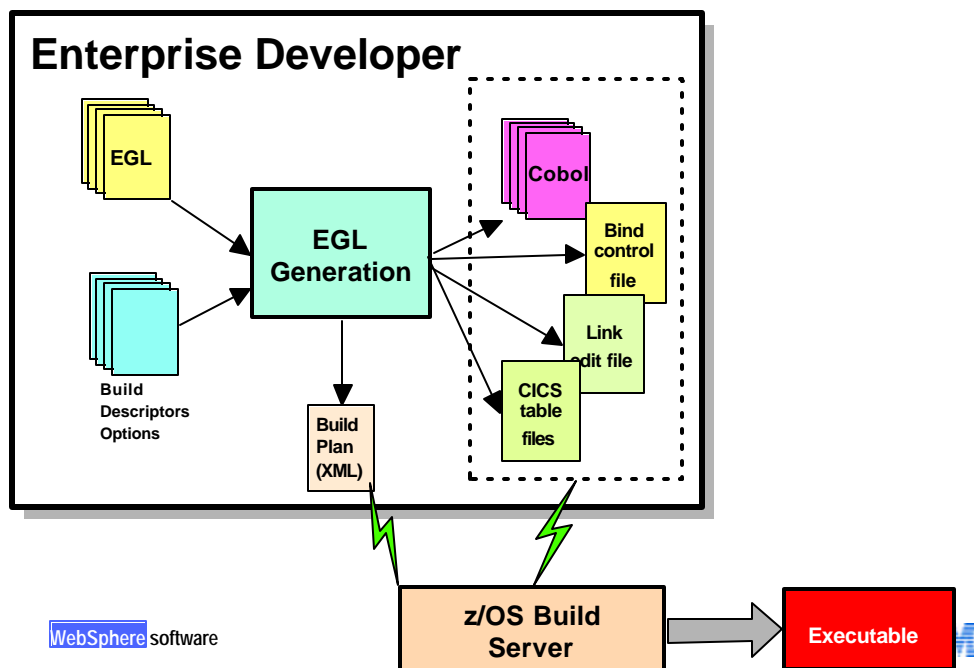 Enterprise Developer
EGL
Cobol
EGL
Generation
Bind
control
file
Link
edit file
CICS
table
files
Build
Descriptors
Options
Build
Plan
(XML)
z/OS Build
Server
Executable
WebSphere software